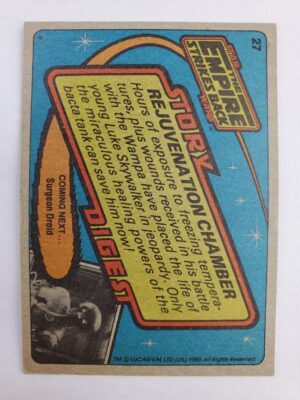 27
STAR
THE
EMPIRE
STRIKES BACK
WARS
STORY
REJUVENATION CHAMBER
Hours of exposure to freezing tempera-
tures, plus wounds received in his battle
with the Wampa have placed the life of
young Luke Skywalker in jeopardy. Only
the miraculous healing powers of the
bacta tank can save him now!
DIGEST
COMING NEXT...
Surgeon Droid
TM: © LUCASFILM, LTD. (LFL) 1980. All Rights Reserved